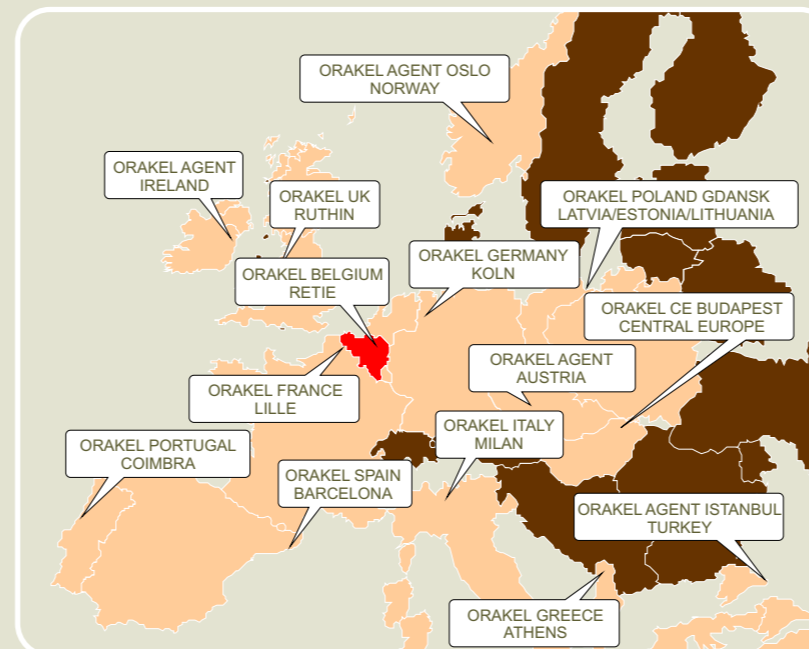 ORAKEL AGENT OSLO
NORWAY
ORAKEL AGENT
IRELAND
ORAKEL UK
RUTHIN
ORAKEL POLAND GDANSK
LATVIA/ESTONIA/LITHUANIA
ORAKEL BELGIUM
RETIE
ORAKEL GERMANY
KOLN
ORAKEL CE BUDAPEST
CENTRAL EUROPE
ORAKEL AGENT
AUSTRIA
ORAKEL FRANCE
LILLE
ORAKEL ITALY
MILAN
ORAKEL PORTUGAL
COIMBRA
ORAKEL SPAIN
BARCELONA
ORAKEL AGENT ISTANBUL
TURKEY
ORAKEL GREECE
ATHENS